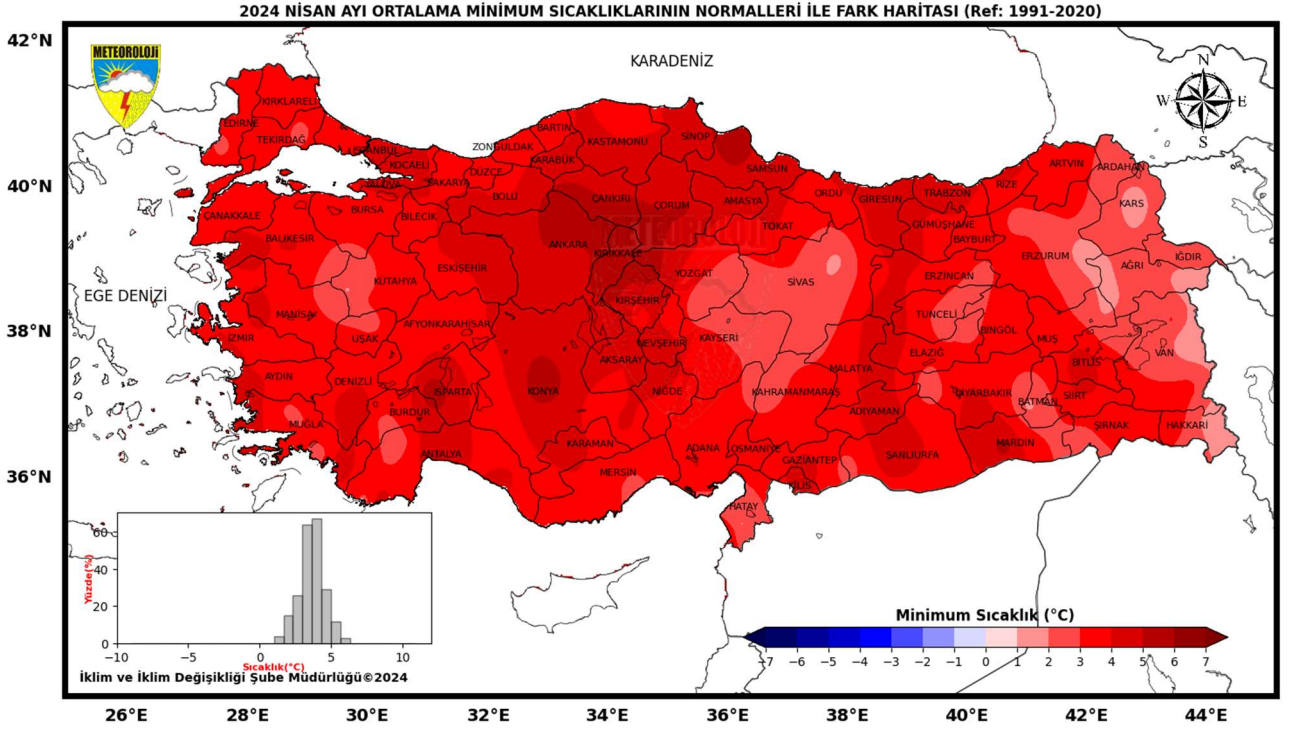 2024 NİSAN AYI ORTALAMA MİNİMUM SICAKLIKLARININ NORMALLERİ İLE FARK HARİTASI (Ref: 1991-2020)
42°N
40°N
38°N
36°N
METEOROLOJİ
KARADENİZ
N
W E
S
EGE DENİZİ
KIRKLARELİ
EDİRNE
TEKİRDAĞ
İSTANBUL
KOCAELİ
YALOVA
SAKARYA
DÜZCE
ZONGULDAK
BARTIN
KARABÜK
KASTAMONU
SİNOP
SAMSUN
ORDU
GİRESUN
TRABZON
RİZE
ARTVİN
ARDAHAN
KARS
ÇANAKKALE
BURSA
BİLECİK
BOLU
ÇANKIRI
ÇORUM
AMASYA
TOKAT
GÜMÜŞHANE
BAYBURT
METEOROLOJİ
BALIKESİR
ESKİŞEHİR
ANKARA
KIRIKKALE
YOZGAT
SİVAS
ERZİNCAN
ERZURUM
AĞRI
IĞDIR
KÜTAHYA
MANİSA
KIRŞEHİR
TUNCELİ
BİNGÖL
İZMİR
UŞAK
AFYONKARAHİSAR
AKSARAY
NEVŞEHİR
KAYSERİ
MALATYA
ELAZIĞ
MUŞ
BİTLİS
VAN
AYDIN
DENİZLİ
ISPARTA
KONYA
NİĞDE
KAHRAMANMARAŞ
ADIYAMAN
DİYARBAKIR
BATMAN
SİİRT
MUĞLA
BURDUR
ANTALYA
KARAMAN
MERSİN
ADANA
OSMANİYE
GAZİANTEP
KİLİS
ŞANLIURFA
MARDİN
ŞIRNAK
HAKKARİ
HATAY
Yüzde(%)
60
40
20
0
−10 −5 0 5 10
Sıcaklık(°C)
İklim ve İklim Değişikliği Şube Müdürlüğü©2024
Minimum Sıcaklık (°C)
−7 −6 −5 −4 −3 −2 −1 0 1 2 3 4 5 6 7
26°E 28°E 30°E 32°E 34°E 36°E 38°E 40°E 42°E 44°E